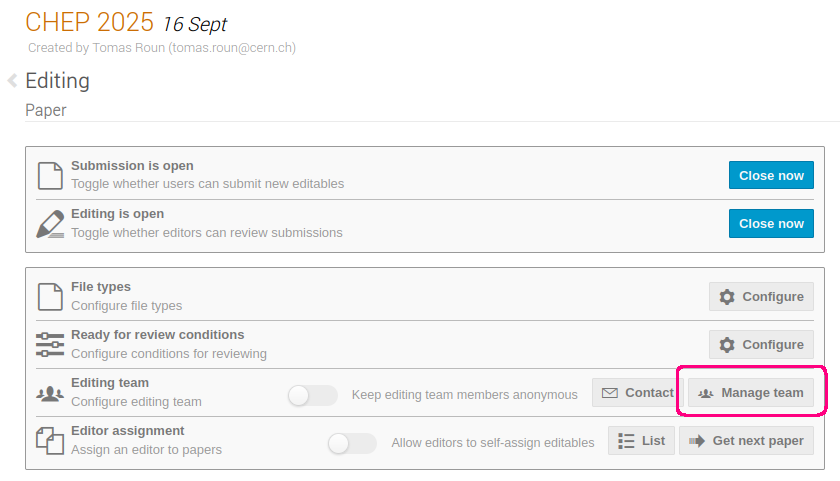 CHEP 2025 16 Sept
Created by Tomas Roun (tomas.roun@cern.ch)
Editing
Paper
Submission is open
Toggle whether users can submit new editables
Close now
Editing is open
Toggle whether editors can review submissions
Close now
File types
Configure file types
Configure
Ready for review conditions
Configure conditions for reviewing
Configure
Editing team
Configure editing team
Keep editing team members anonymous
Contact
Manage team
Editor assignment
Assign an editor to papers
Allow editors to self-assign editables
List
Get next paper